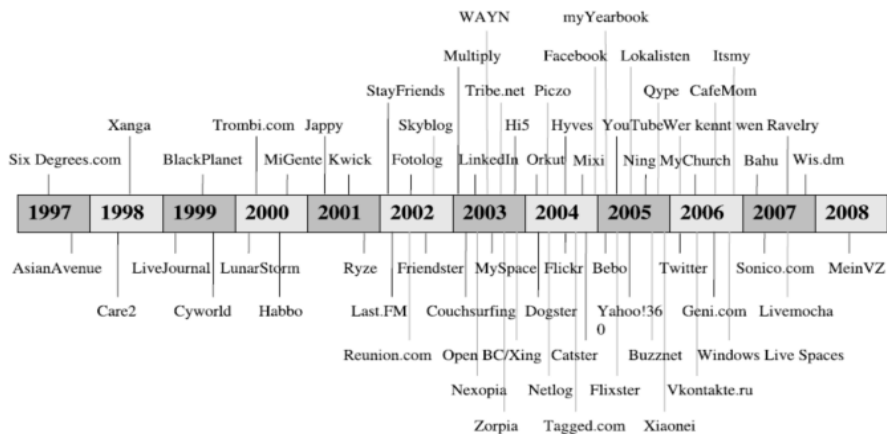 WAYN myYearbook
Multiply Facebook Lokalisten Itsmy
StayFriends Tribe.net Piczo Qype CafeMom
Xanga Trombi.com Jappy Skyblog Hi5 Hyves YouTube Wer kennt wen Ravelry
Six Degrees.com BlackPlanet MiGente Kwick Fotolog LinkedIn Orkut Mixi Ning MyChurch Bahu Wis.dm
1997 1998 1999 2000 2001 2002 2003 2004 2005 2006 2007 2008
AsianAvenue LiveJournal LunarStorm Ryze Friendster MySpace Flickr Bebo Twitter Sonico.com MeinVZ
Care2 Cyworld Habbo Last.FM Couchsurfing Dogster Yahoo!36 Geni.com Livemocha
0
Reunion.com Open BC/Xing Catster Buzznet Windows Live Spaces
Nexopia Netlog Flixster Vkontakte.ru
Zorpia Tagged.com Xiaonei